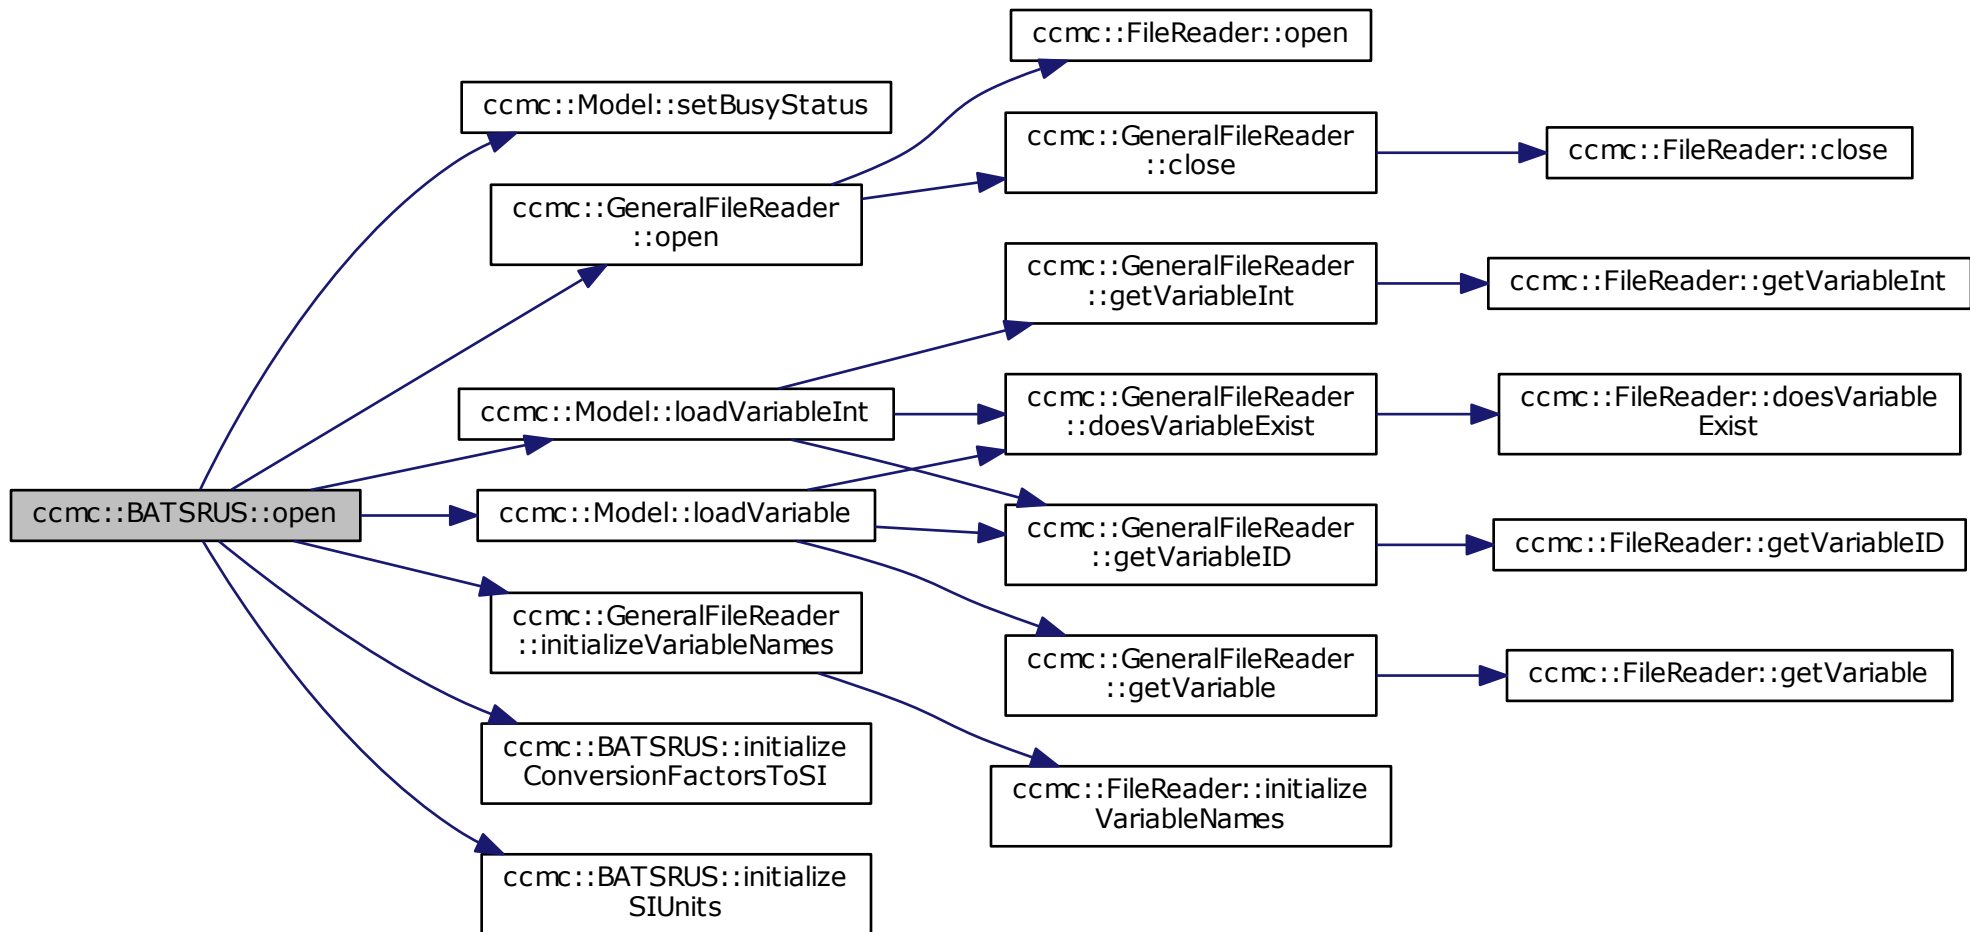 ccmc::FileReader::open
ccmc::Model::setBusyStatus
ccmc::GeneralFileReader
::close
ccmc::FileReader::close
ccmc::GeneralFileReader
::open
ccmc::GeneralFileReader
::getVariableInt
ccmc::FileReader::getVariableInt
ccmc::Model::loadVariableInt
ccmc::GeneralFileReader
::doesVariableExist
ccmc::FileReader::doesVariable
Exist
ccmc::BATSRUS::open
ccmc::Model::loadVariable
ccmc::GeneralFileReader
::getVariableID
ccmc::FileReader::getVariableID
ccmc::GeneralFileReader
::initializeVariableNames
ccmc::GeneralFileReader
::getVariable
ccmc::FileReader::getVariable
ccmc::BATSRUS::initialize
ConversionFactorsToSI
ccmc::FileReader::initialize
VariableNames
ccmc::BATSRUS::initialize
SIUnits